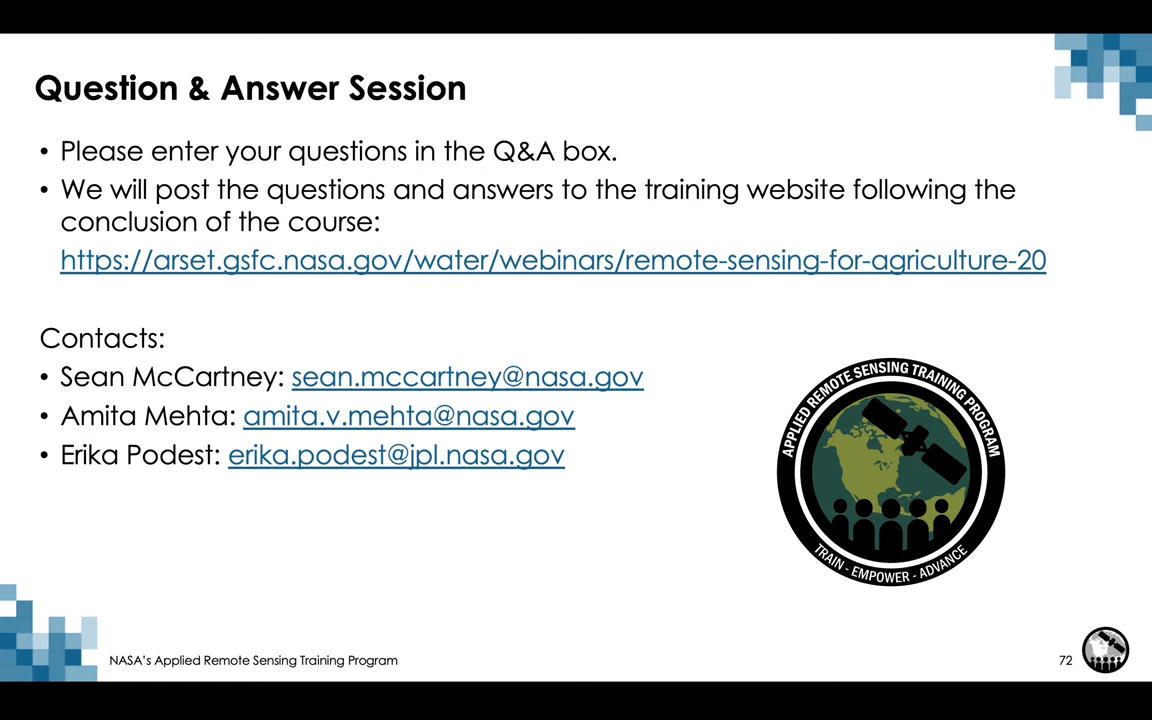 Question & Answer Session
• Please enter your questions in the Q&A box.
• We will post the questions and answers to the training website following the
conclusion of the course:
https://arset.gsfc.nasa.gov/water/webinars/remote-sensing-for-agriculture-20
Contacts:
• Sean McCartney: sean.mccartney@nasa.gov
• Amita Mehta: amita.v.mehta@nasa.gov
• Erika Podest: erika.podest@jpl.nasa.gov
APPLIED REMOTE SENSING TRAINING PROGRAM
TRAIN - EMPOWER - ADVANCE
NASA's Applied Remote Sensing Training Program
72